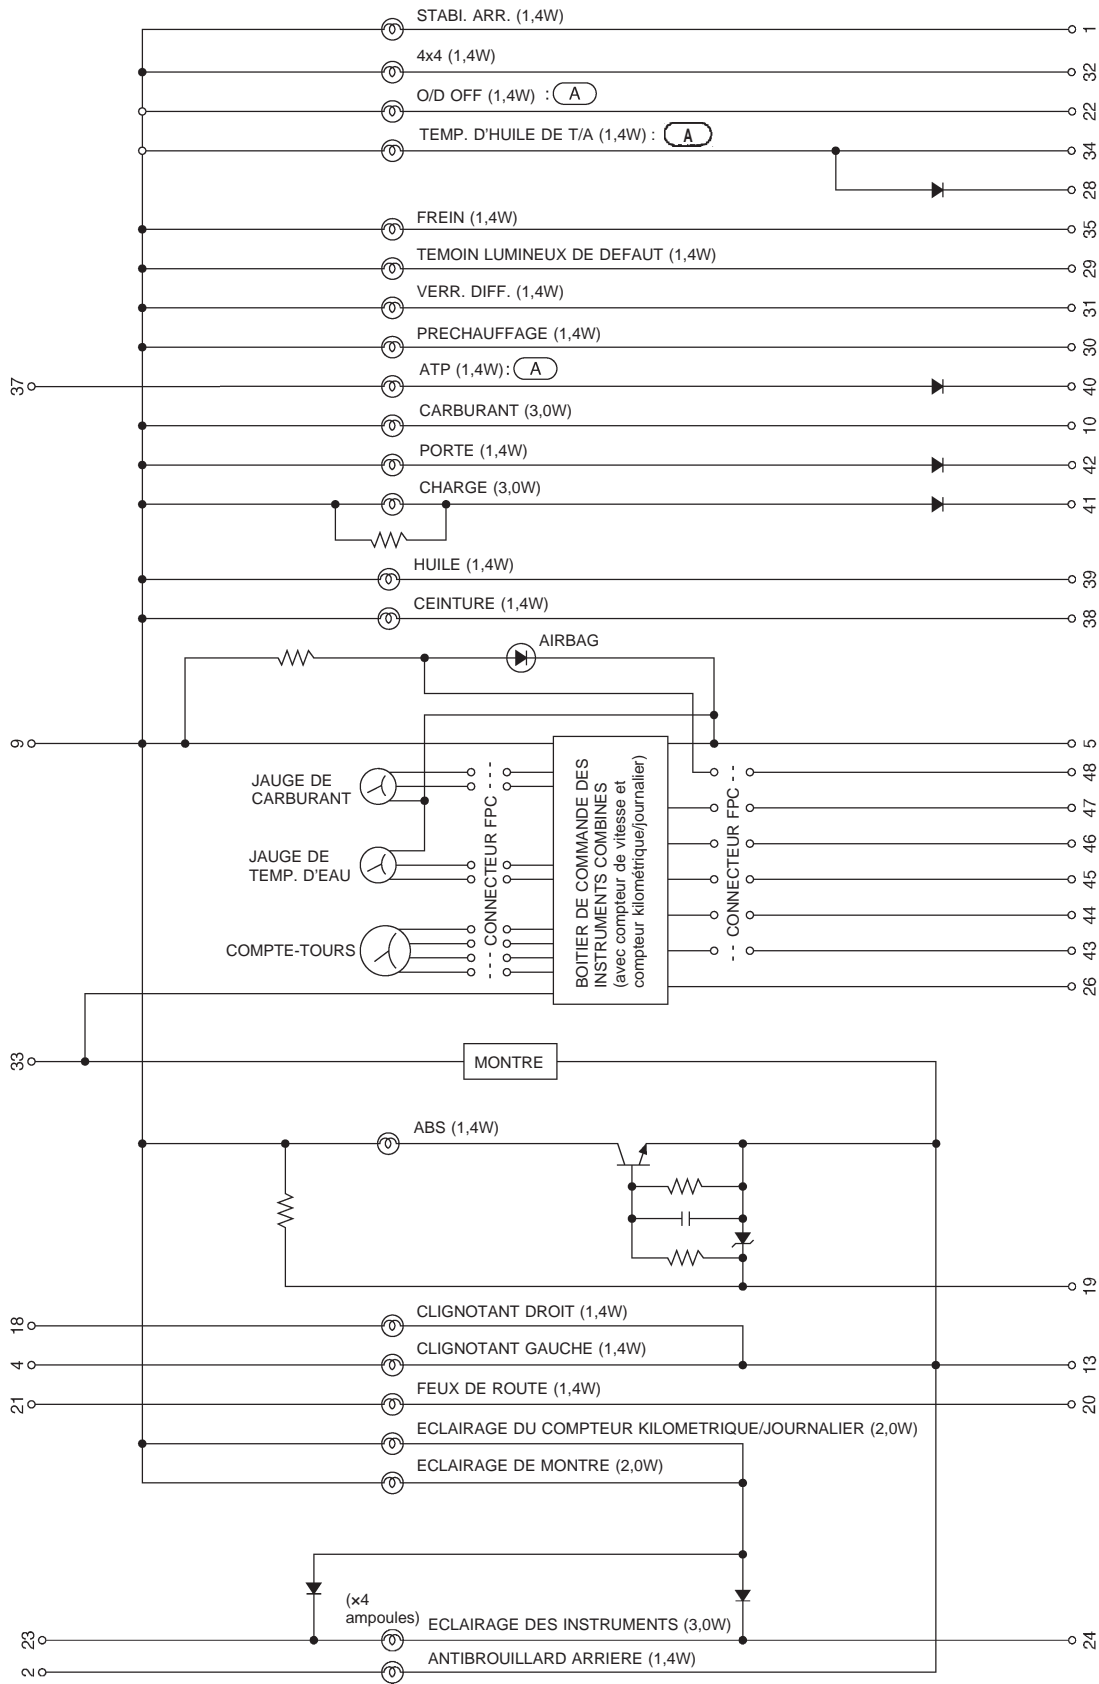 STABI. ARR. (1,4W)
1
4x4 (1,4W)
32
O/D OFF (1,4W) : A
22
TEMP. D'HUILE DE T/A (1,4W) : A
34
28
FREIN (1,4W)
35
TEMOIN LUMINEUX DE DEFAUT (1,4W)
29
VERR. DIFF. (1,4W)
31
PRECHAUFFAGE (1,4W)
30
37
ATP (1,4W): A
40
CARBURANT (3,0W)
10
PORTE (1,4W)
42
CHARGE (3,0W)
41
HUILE (1,4W)
39
CEINTURE (1,4W)
38
AIRBAG
9
5
JAUGE DE
CARBURANT
JAUGE DE
TEMP. D'EAU
COMPTE-TOURS
CONNECTEUR FPC
BOITIER DE COMMANDE DES
INSTRUMENTS COMBINES
(avec compteur de vitesse et
compteur kilométrique/journalier)
CONNECTEUR FPC
48
47
46
45
44
43
26
33
MONTRE
ABS (1,4W)
19
18
CLIGNOTANT DROIT (1,4W)
4
CLIGNOTANT GAUCHE (1,4W)
13
21
FEUX DE ROUTE (1,4W)
20
ECLAIRAGE DU COMPTEUR KILOMETRIQUE/JOURNALIER (2,0W)
ECLAIRAGE DE MONTRE (2,0W)
(×4
ampoules)
23
ECLAIRAGE DES INSTRUMENTS (3,0W)
24
2
ANTIBROUILLARD ARRIERE (1,4W)